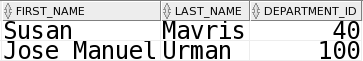 FIRST_NAME LAST_NAME DEPARTMENT_ID
Susan Mavris 40
Jose Manuel Urman 100